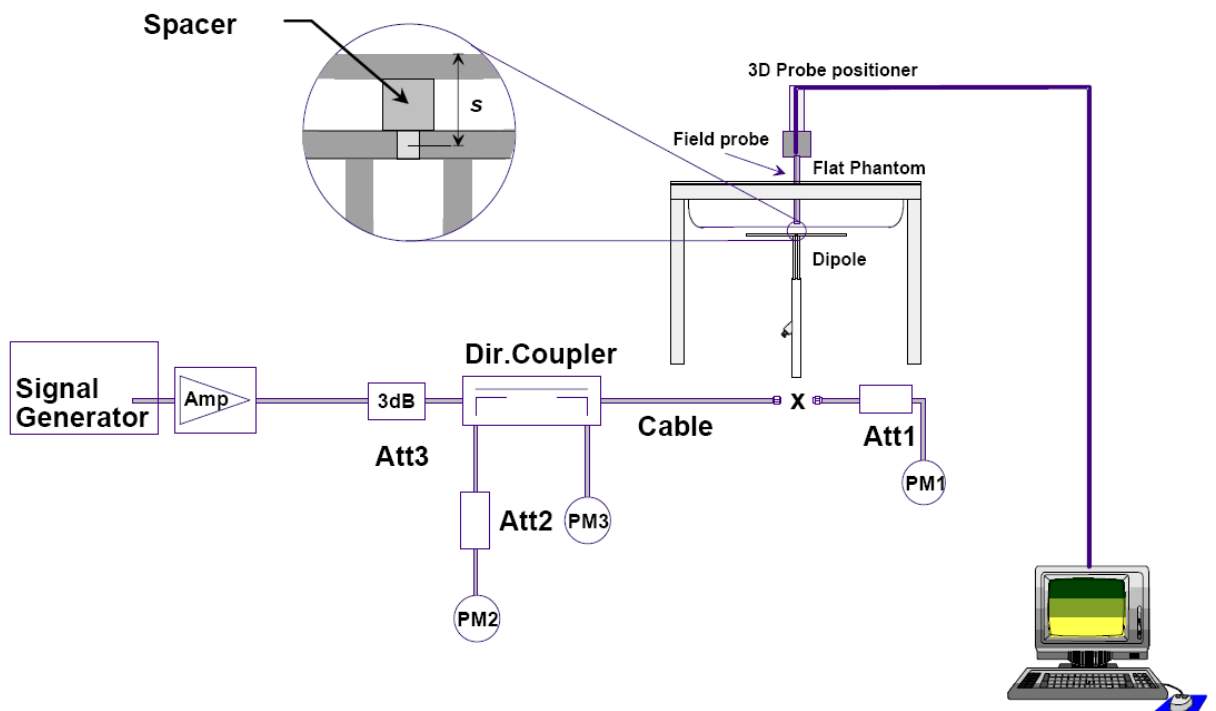 Spacer
s
3D Probe positioner
Field probe
Flat Phantom
Dipole
Dir.Coupler
Signal
Generator
Amp
3dB
Att3
Cable
x
Att1
PM1
Att2
PM3
PM2